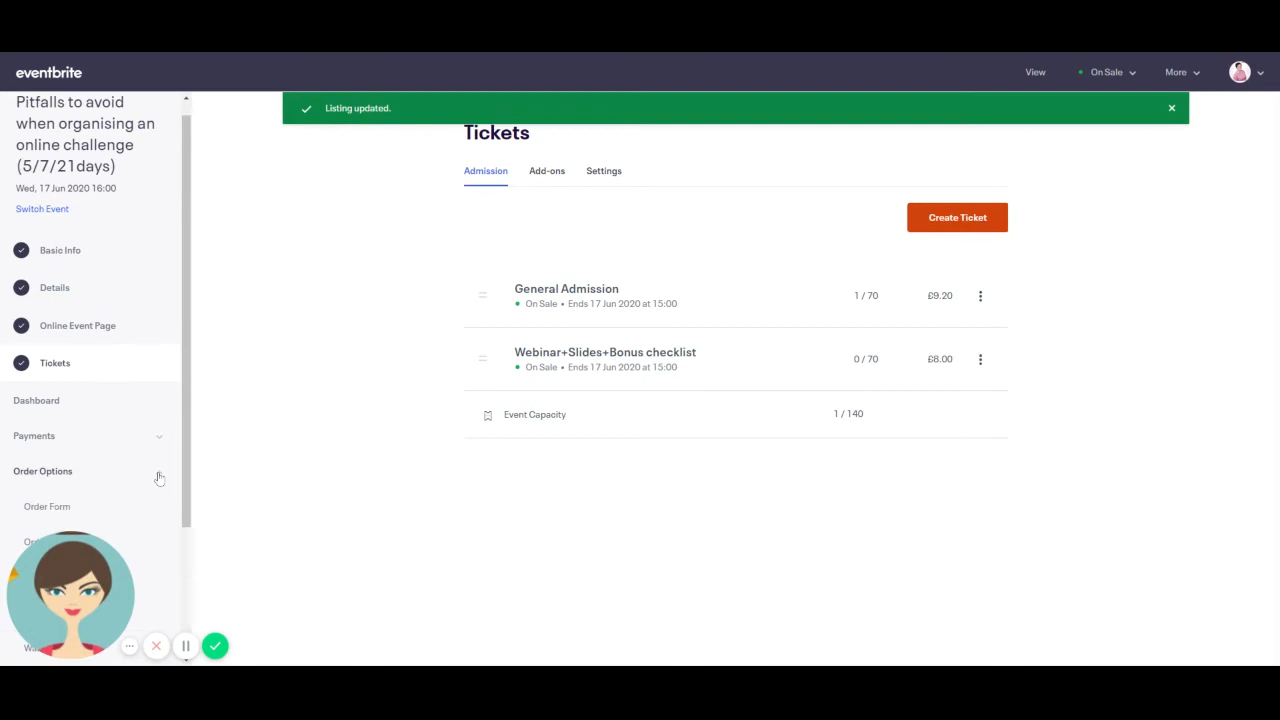 eventbrite
View
On Sale
More
Pitfalls to avoid
when organising an
online challenge
(5/7/21days)
Wed, 17 Jun 2020 16:00
Switch Event
Basic Info
Details
Online Event Page
Tickets
Dashboard
Payments
Order Options
Order Form
Listing updated.
Tickets
Admission
Add-ons
Settings
Create Ticket
General Admission
1 / 70
£9.20
On Sale • Ends 17 Jun 2020 at 15:00
Webinar+Slides+Bonus checklist
0 / 70
£8.00
On Sale • Ends 17 Jun 2020 at 15:00
Event Capacity
1 / 140